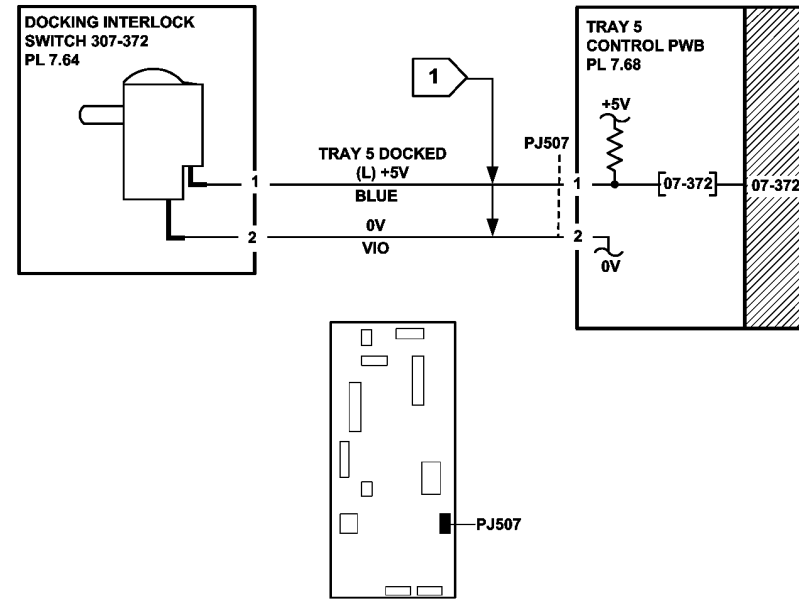 DOCKING INTERLOCK
SWITCH 307-372
PL 7.64
TRAY 5
CONTROL PWB
PL 7.68
1
+5V
PJ507
TRAY 5 DOCKED
(L) +5V
1
1
[07-372]
07-372
BLUE
0V
2
2
VIO
0V
PJ507